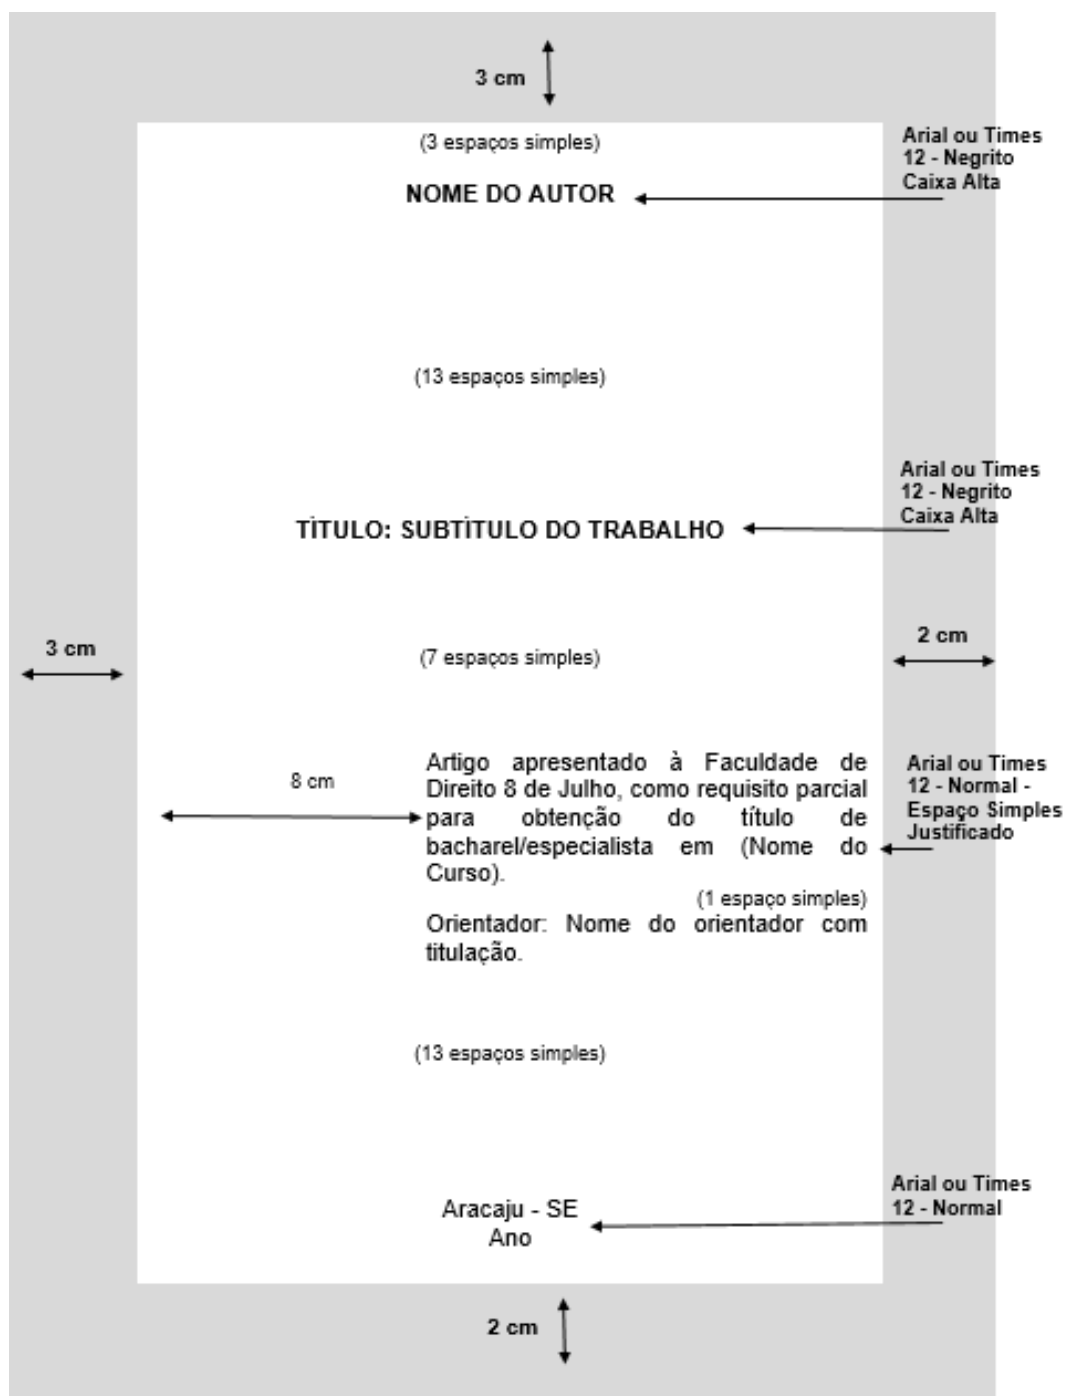 3 cm
(3 espaços simples)
Arial ou Times
12 - Negrito
Caixa Alta
NOME DO AUTOR
(13 espaços simples)
Arial ou Times
12 - Negrito
Caixa Alta
TÍTULO: SUBTÍTULO DO TRABALHO
3 cm
(7 espaços simples)
2 cm
8 cm
Artigo apresentado à Faculdade de
Direito 8 de Julho, como requisito parcial
para obtenção do título de
bacharel/especialista em (Nome do
Curso).
Arial ou Times
12 - Normal -
Espaço Simples
Justificado
(1 espaço simples)
Orientador: Nome do orientador com
titulação.
(13 espaços simples)
Aracaju - SE
Ano
Arial ou Times
12 - Normal
2 cm